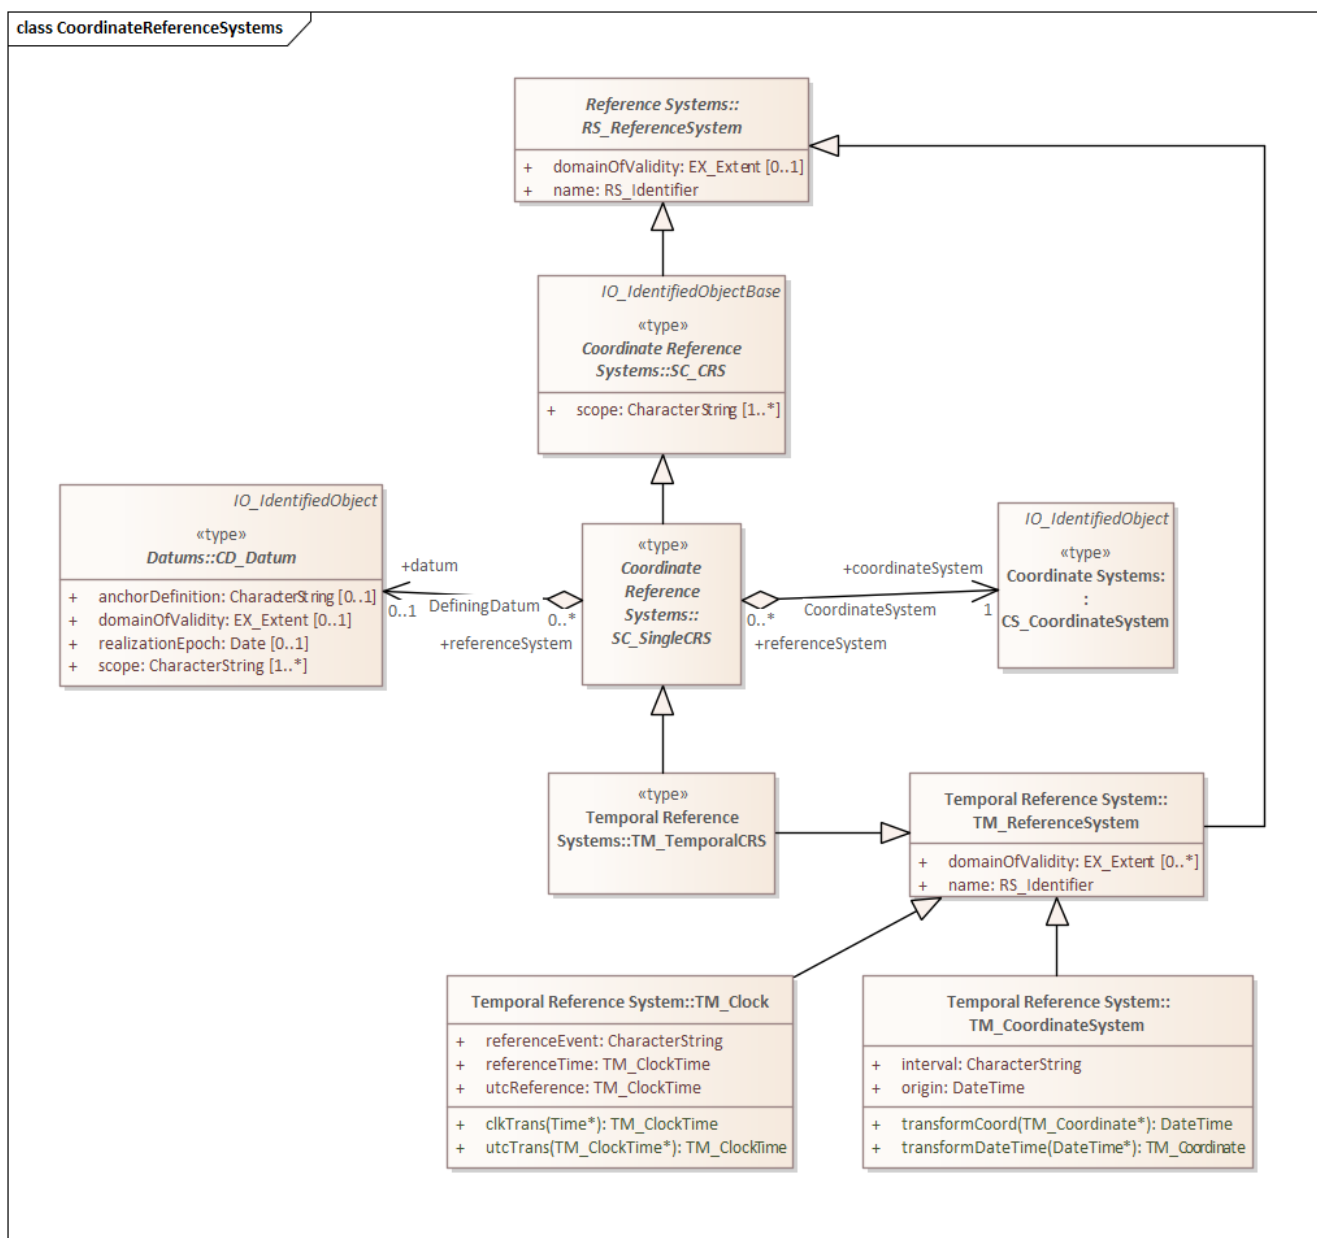 class CoordinateReferenceSystems
Reference Systems::
RS_ReferenceSystem
+ domainOfValidity: EX_Extent [0..1]
+ name: RS_Identifier
IO_IdentifiedObjectBase
«type»
Coordinate Reference
Systems::SC_CRS
+ scope: CharacterString [1..*]
IO_IdentifiedObject
«type»
Datums::CD_Datum
+ anchorDefinition: CharacterString [0..1]
+ domainOfValidity: EX_Extent [0..1]
+ realizationEpoch: Date [0..1]
+ scope: CharacterString [1..*]
+datum
0..1
DefiningDatum
0..*
+referenceSystem
«type»
Coordinate
Reference
Systems::
SC_SingleCRS
+coordinateSystem
0..*
CoordinateSystem
1
+referenceSystem
IO_IdentifiedObject
«type»
Coordinate Systems:
:
CS_CoordinateSystem
«type»
Temporal Reference
Systems::TM_TemporalCRS
Temporal Reference System::
TM_ReferenceSystem
+ domainOfValidity: EX_Extent [0..*]
+ name: RS_Identifier
Temporal Reference System::TM_Clock
+ referenceEvent: CharacterString
+ referenceTime: TM_ClockTime
+ utcReference: TM_ClockTime
+ clkTrans(Time*): TM_ClockTime
+ utcTrans(TM_ClockTime*): TM_ClockTime
Temporal Reference System::
TM_CoordinateSystem
+ interval: CharacterString
+ origin: DateTime
+ transformCoord(TM_Coordinate*): DateTime
+ transformDateTime(DateTime*): TM_Coordinate